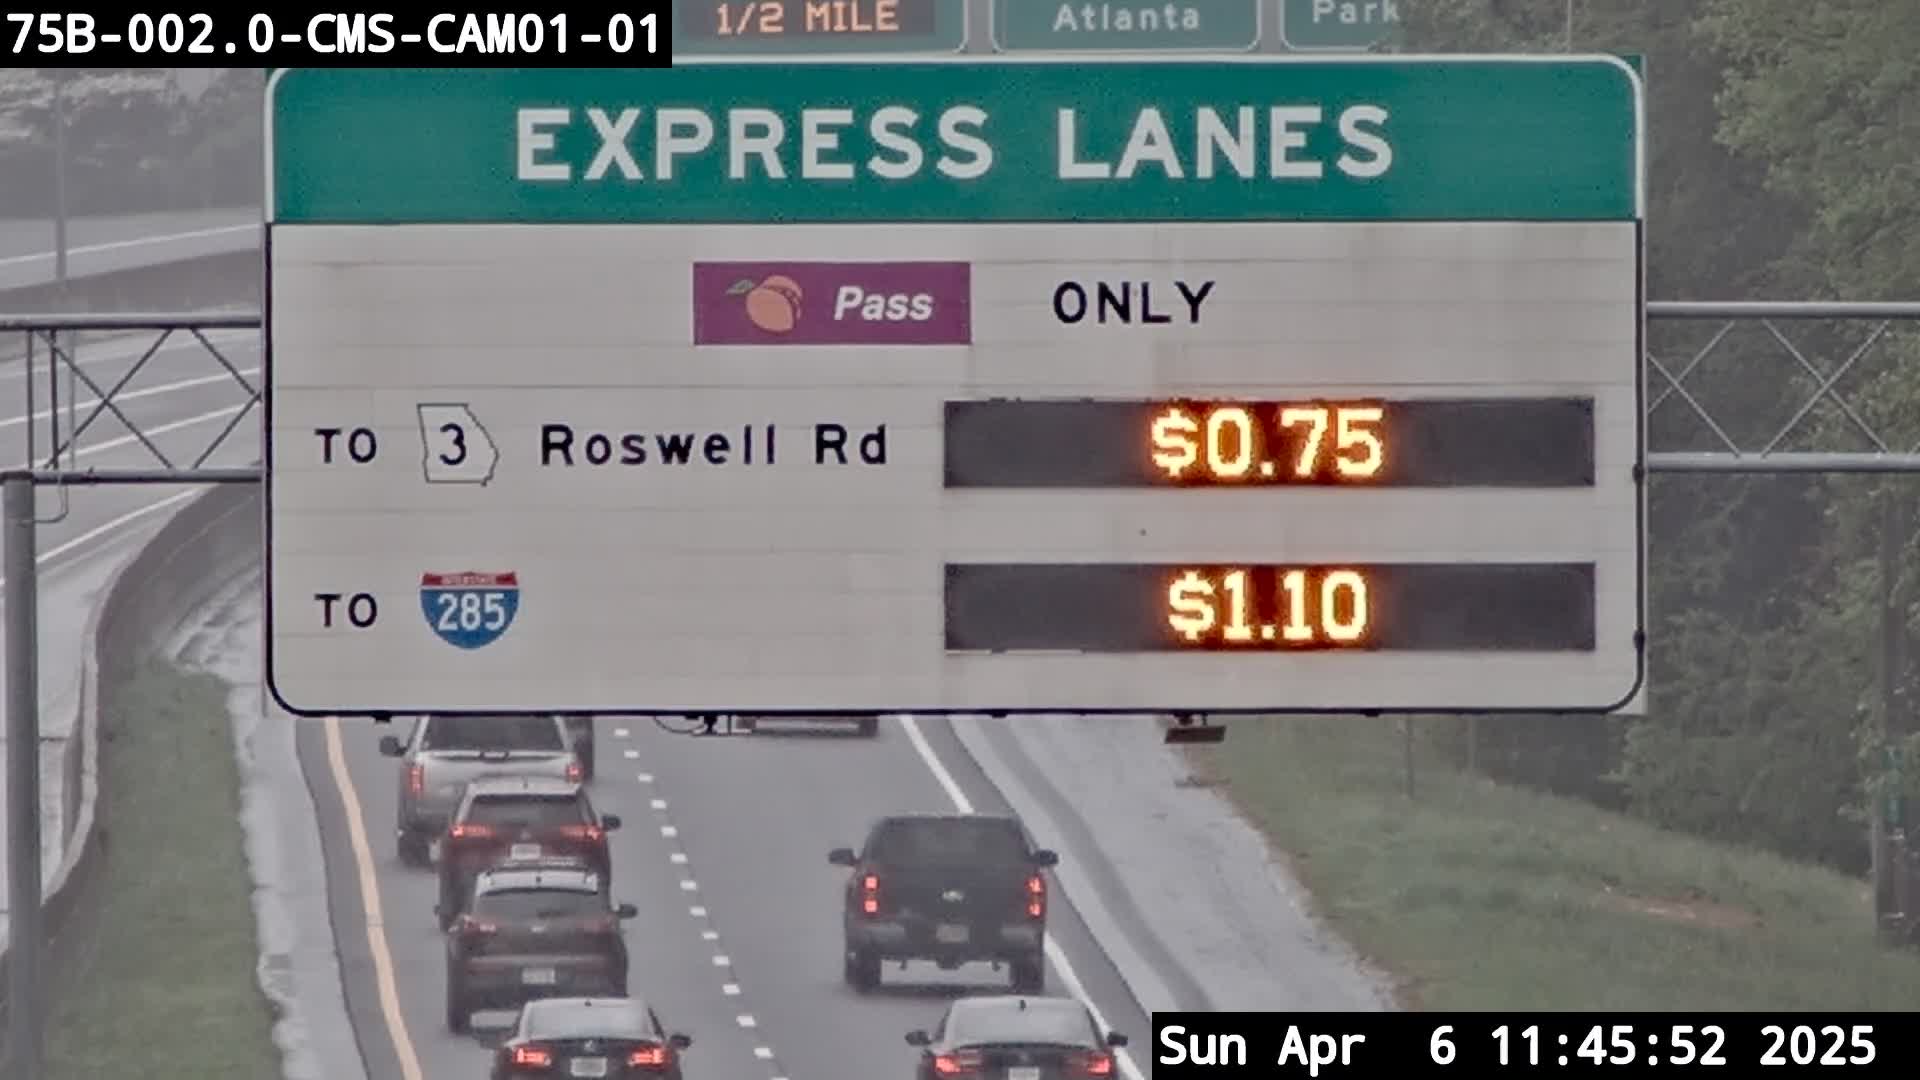 75B-002.0-CMS-CAM01-01
1/2 MILE
Atlanta
Park
EXPRESS LANES
Pass ONLY
TO 3 Roswell Rd $0.75
TO 285 $1.10
Sun Apr 6 11:45:52 2025